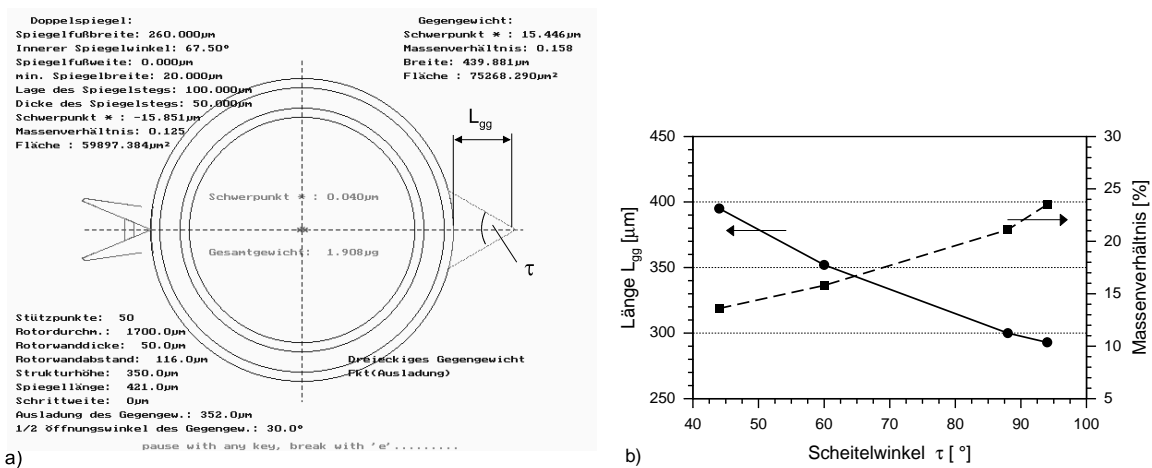 Doppelspiegel:
Spiegelfußbreite: 260.000µm
Innerer Spiegelwinkel: 67.50°
Spiegelfußweite: 0.000µm
min. Spiegelbreite: 20.000µm
Lage des Spiegelstegs: 100.000µm
Dicke des Spiegelstegs: 50.000µm
Schwerpunkt * : -15.851µm
Massenverhältnis: 0.125
Fläche : 59897.384µm²
Gegengewicht:
Schwerpunkt * : 15.446µm
Massenverhältnis: 0.158
Breite: 439.881µm
Fläche : 75268.290µm²
Lgg
Schwerpunkt * : 0.040µm
Gesamtgewicht: 1.908µg
τ
Stützpunkte: 50
Rotordurchm.: 1700.0µm
Rotorwanddicke: 50.0µm
Rotorwandabstand: 116.0µm
Strukturhöhe: 350.0µm
Spiegellänge: 421.0µm
Schrittweite: 0µm
Ausladung des Gegengew.: 352.0µm
1/2 öffnungswinkel des Gegengew.: 30.0°
Dreieckiges Gegengewicht
Fkt(Ausladung)
pause with any key, break with 'e'.........
a)
450
400
350
300
250
Länge Lgg [µm]
30
25
20
15
10
5
Massenverhältnis [%]
40 50 60 70 80 90 100
Scheitelwinkel τ [ °]
b)